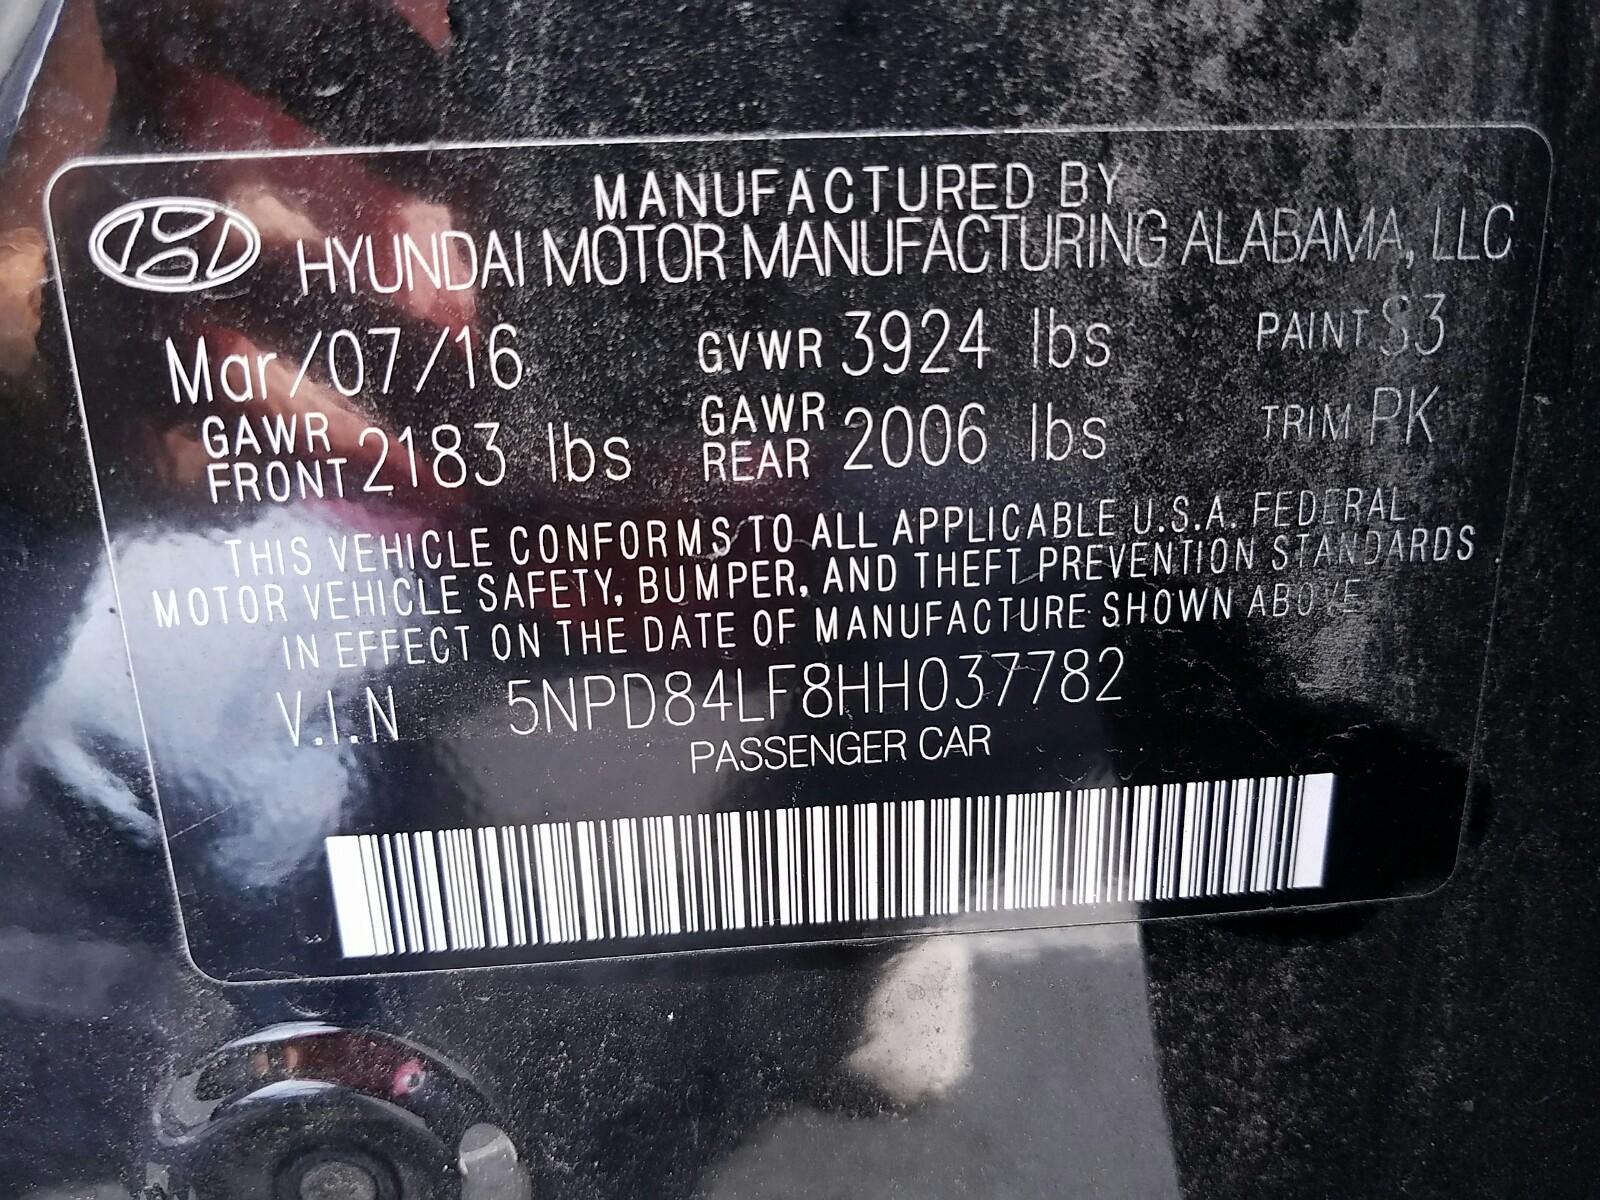 MANUFACTURED BY
HYUNDAI MOTOR MANUFACTURING ALABAMA, LLC
Mar/07/16 GVWR 3924 lbs PAINT S3
GAWR FRONT 2183 lbs GAWR REAR 2006 lbs TRIM PK
THIS VEHICLE CONFORMS TO ALL APPLICABLE U.S.A. FEDERAL
MOTOR VEHICLE SAFETY, BUMPER, AND THEFT PREVENTION STANDARDS
IN EFFECT ON THE DATE OF MANUFACTURE SHOWN ABOVE
V.I.N 5NPD84LF8HH037782
PASSENGER CAR